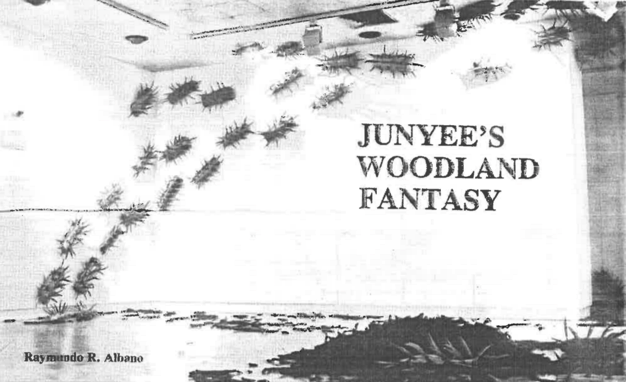 JUNYEE'S
WOODLAND
FANTASY
Raymundo R. Albano